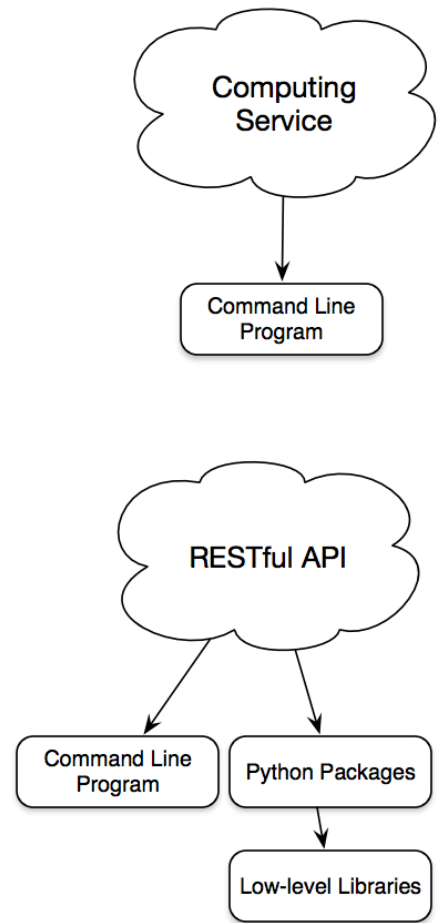 Computing
Service
Command Line
Program
RESTful API
Command Line
Program
Python Packages
Low-level Libraries